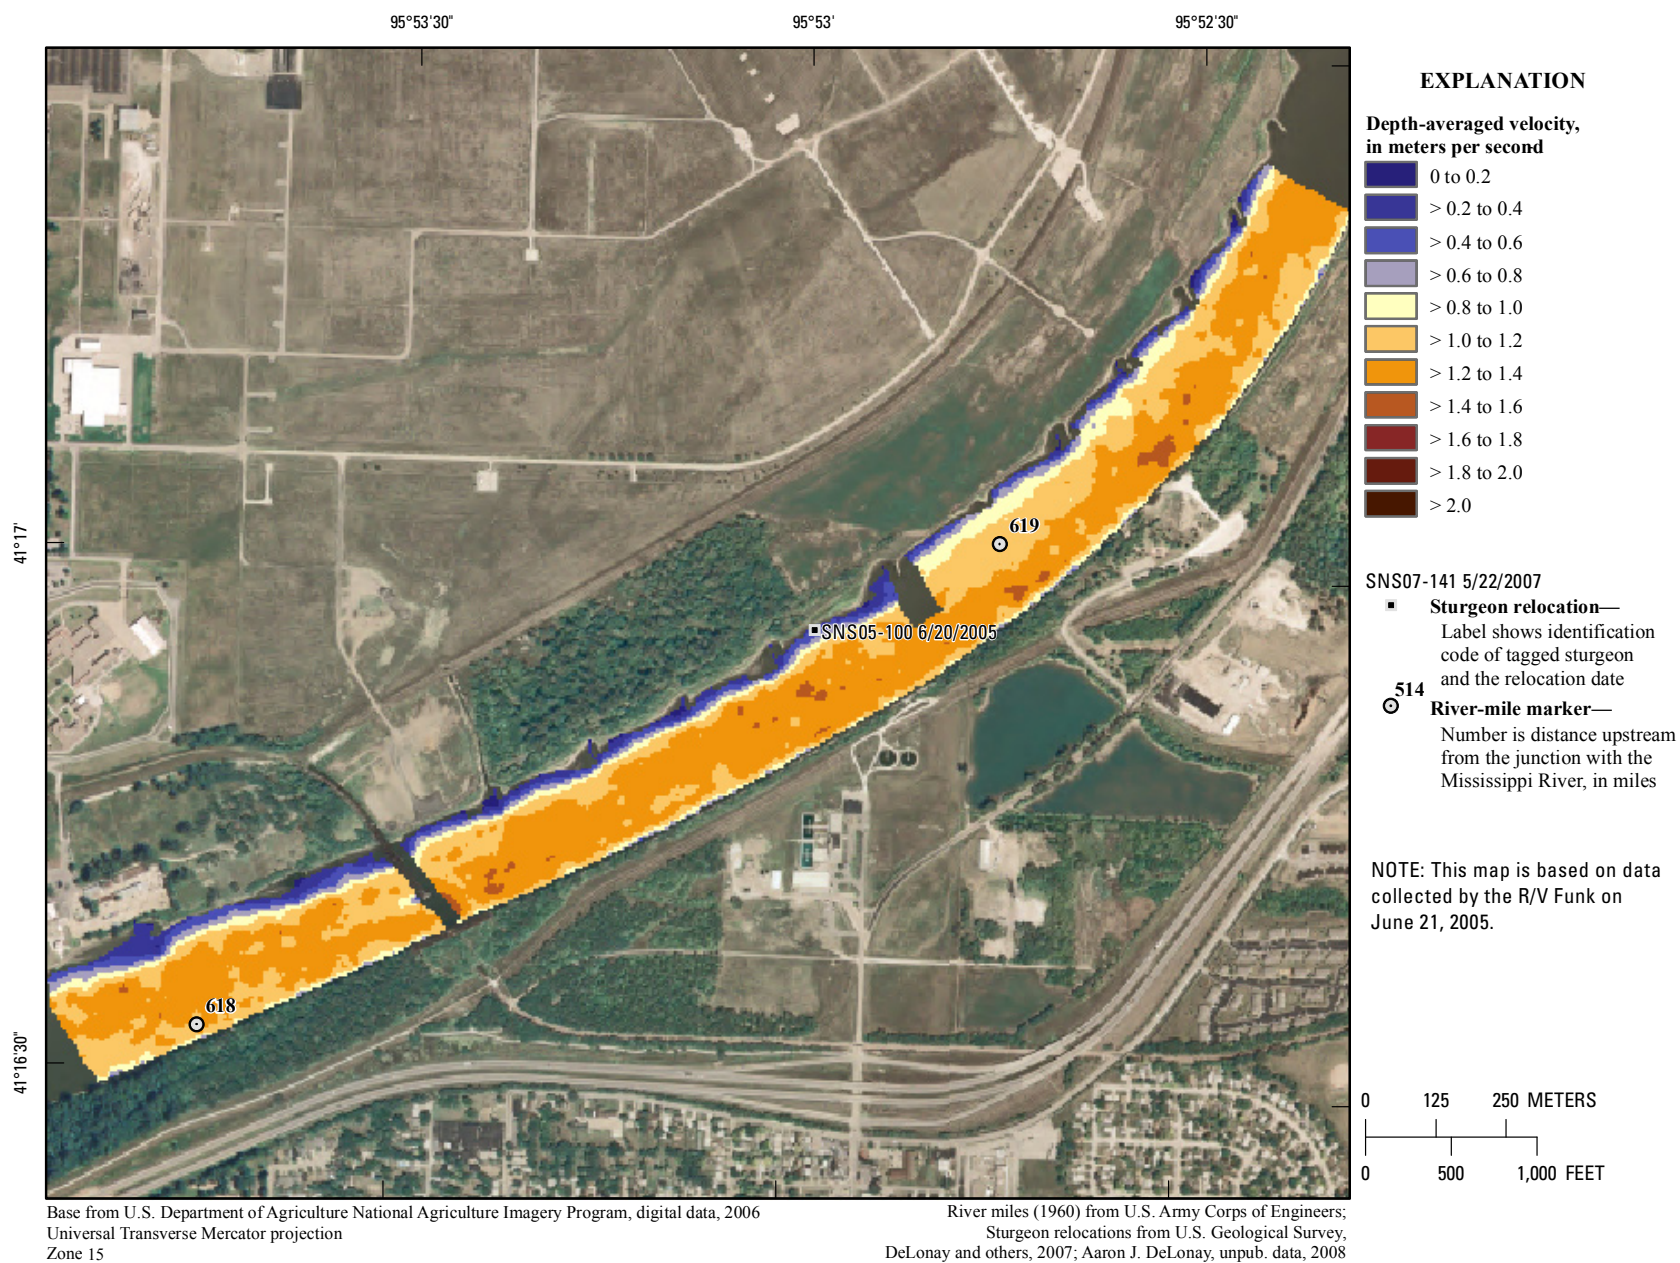 95°53'30"
95°53'
95°52'30"
41°17'
41°16'30"
619
SNS05-100 6/20/2005
618
EXPLANATION
Depth-averaged velocity,
in meters per second
0 to 0.2
> 0.2 to 0.4
> 0.4 to 0.6
> 0.6 to 0.8
> 0.8 to 1.0
> 1.0 to 1.2
> 1.2 to 1.4
> 1.4 to 1.6
> 1.6 to 1.8
> 1.8 to 2.0
> 2.0
SNS07-141 5/22/2007
Sturgeon relocation—
Label shows identification
code of tagged sturgeon
and the relocation date
514
River-mile marker—
Number is distance upstream
from the junction with the
Mississippi River, in miles
NOTE: This map is based on data
collected by the R/V Funk on
June 21, 2005.
0 125 250 METERS
0 500 1,000 FEET
Base from U.S. Department of Agriculture National Agriculture Imagery Program, digital data, 2006
Universal Transverse Mercator projection
Zone 15
River miles (1960) from U.S. Army Corps of Engineers;
Sturgeon relocations from U.S. Geological Survey,
DeLonay and others, 2007; Aaron J. DeLonay, unpub. data, 2008